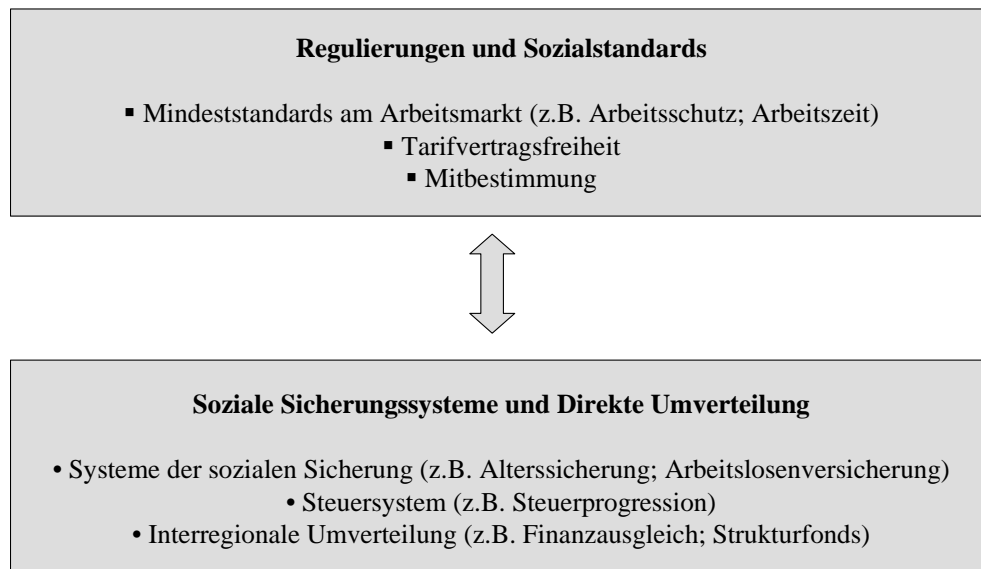 Regulierungen und Sozialstandards
▪ Mindeststandards am Arbeitsmarkt (z.B. Arbeitsschutz; Arbeitszeit)
▪ Tarifvertragsfreiheit
▪ Mitbestimmung
Soziale Sicherungssysteme und Direkte Umverteilung
• Systeme der sozialen Sicherung (z.B. Alterssicherung; Arbeitslosenversicherung)
• Steuersystem (z.B. Steuerprogression)
• Interregionale Umverteilung (z.B. Finanzausgleich; Strukturfonds)